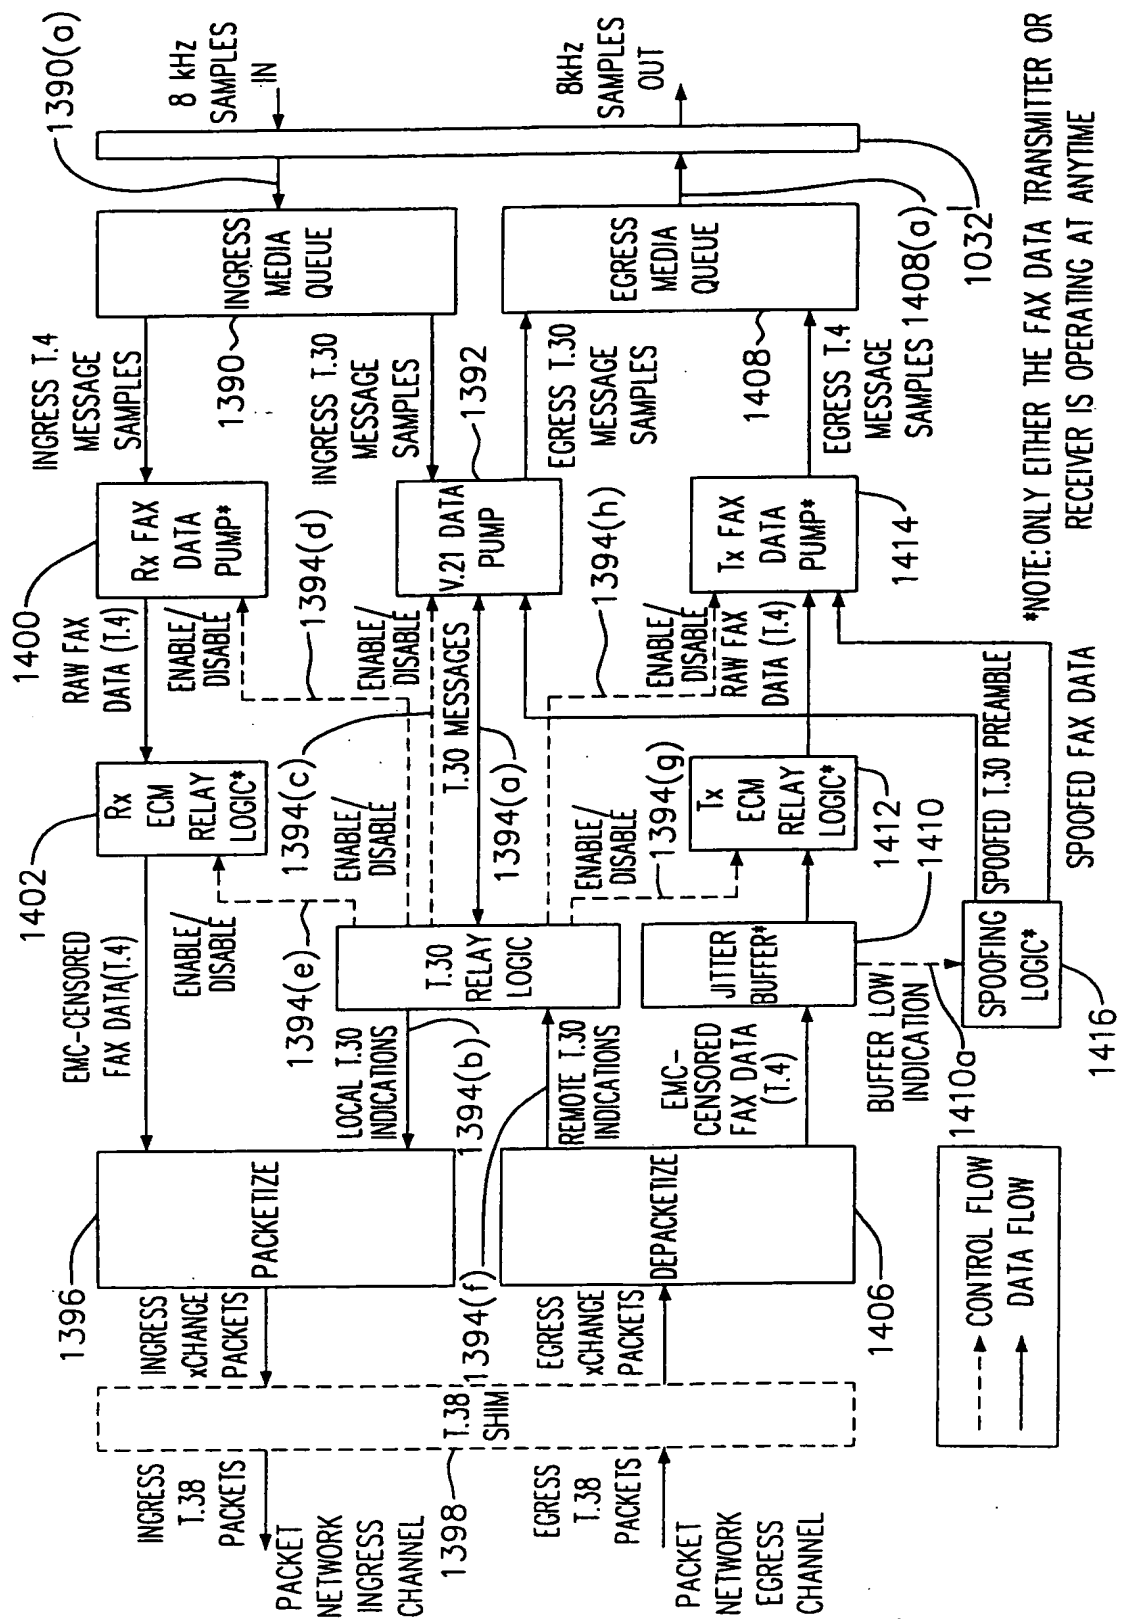 1390(a)
8 kHz
SAMPLES
IN
8kHz
SAMPLES
OUT
1032'
INGRESS
MEDIA
QUEUE
1390
EGRESS
MEDIA
QUEUE
1408
1408(a)
INGRESS T.4
MESSAGE
SAMPLES
INGRESS T.30
MESSAGE
SAMPLES
1392
EGRESS T.30
MESSAGE
SAMPLES
EGRESS T.4
MESSAGE
SAMPLES
1400
Rx FAX
DATA
PUMP*
V.21 DATA
PUMP
Tx FAX
DATA
PUMP*
1414
RAW FAX
DATA (T.4)
ENABLE/
DISABLE
1394(d)
ENABLE/
DISABLE
T.30 MESSAGES
1394(c)
1394(a)
1394(h)
ENABLE/
DISABLE
RAW FAX
DATA (T.4)
1402
Rx
ECM
RELAY
LOGIC*
ENABLE/
DISABLE
1394(g)
Tx
ECM
RELAY
LOGIC*
1412
SPOOFED T.30 PREAMBLE
SPOOFED FAX DATA
EMC-CENSORED
FAX DATA(T.4)
ENABLE/
DISABLE
1394(e)
T.30
RELAY
LOGIC
ENABLE/
DISABLE
JITTER
BUFFER*
1410
LOCAL T.30
INDICATIONS
1394(b)
REMOTE T.30
INDICATIONS
1394(f)
EMC-
CENSORED
FAX DATA
(T.4)
BUFFER LOW
INDICATION
1410a
SPOOFING
LOGIC*
1416
1396
PACKETIZE
DEPACKETIZE
1406
INGRESS
xCHANGE
PACKETS
EGRESS
xCHANGE
PACKETS
T.38
SHIM
1398
INGRESS
T.38
PACKETS
EGRESS
T.38
PACKETS
PACKET
NETWORK
INGRESS
CHANNEL
PACKET
NETWORK
EGRESS
CHANNEL
CONTROL FLOW
DATA FLOW
*NOTE:ONLY EITHER THE FAX DATA TRANSMITTER OR
RECEIVER IS OPERATING AT ANYTIME